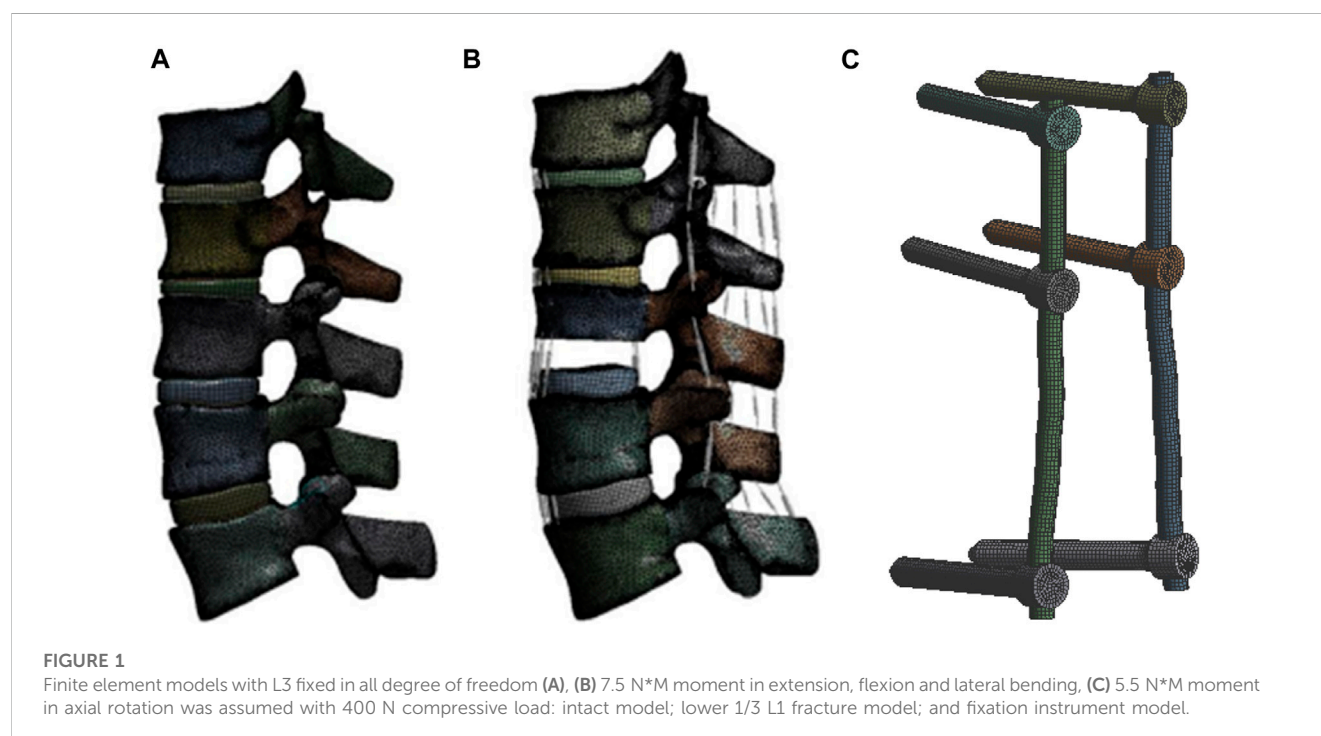 A
B
C
FIGURE 1
Finite element models with L3 fixed in all degree of freedom (A), (B) 7.5 N*M moment in extension, flexion and lateral bending, (C) 5.5 N*M moment
in axial rotation was assumed with 400 N compressive load: intact model; lower 1/3 L1 fracture model; and fixation instrument model.